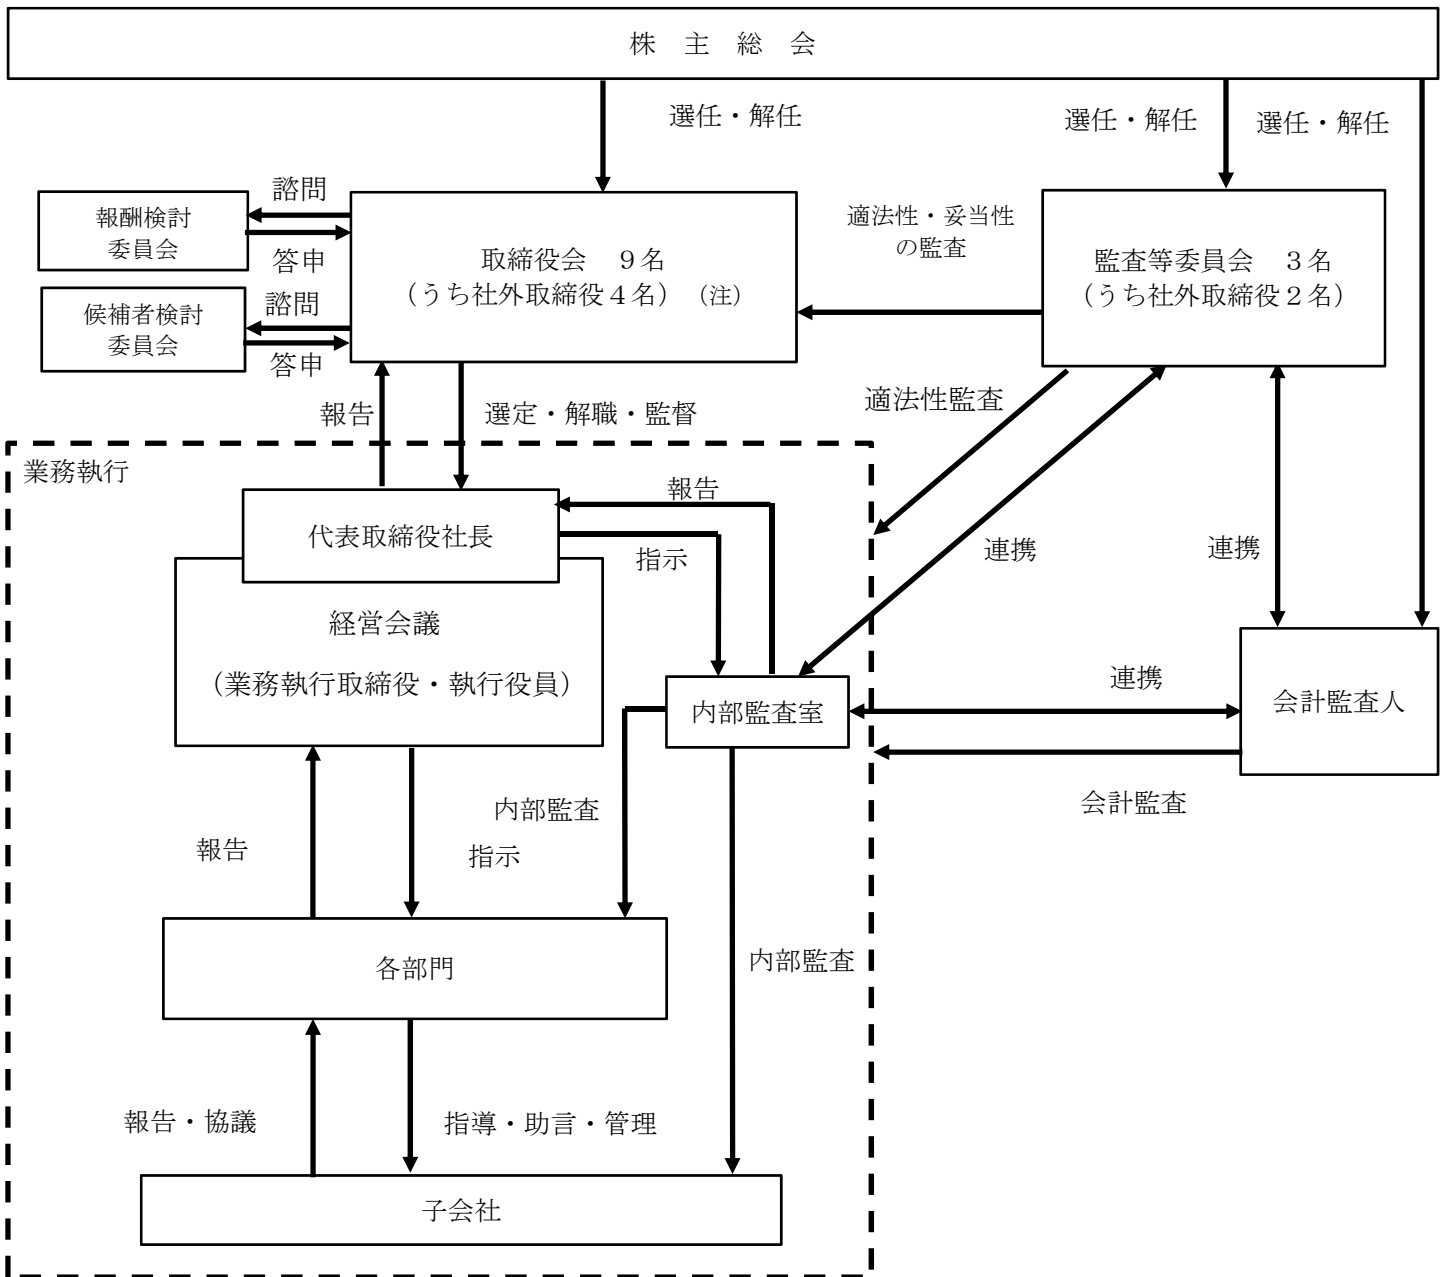 株　主　総　会
選任・解任
選任・解任
選任・解任
諮問
報酬検討
委員会
答申
諮問
候補者検討
委員会
答申
取締役会　９名
（うち社外取締役４名）（注）
適法性・妥当性
の監査
監査等委員会　３名
（うち社外取締役２名）
報告
選定・解職・監督
適法性監査
業務執行
報告
代表取締役社長
指示
連携
連携
経営会議
（業務執行取締役・執行役員）
内部監査室
連携
会計監査人
会計監査
内部監査
報告
指示
各部門
内部監査
報告・協議
指導・助言・管理
子会社